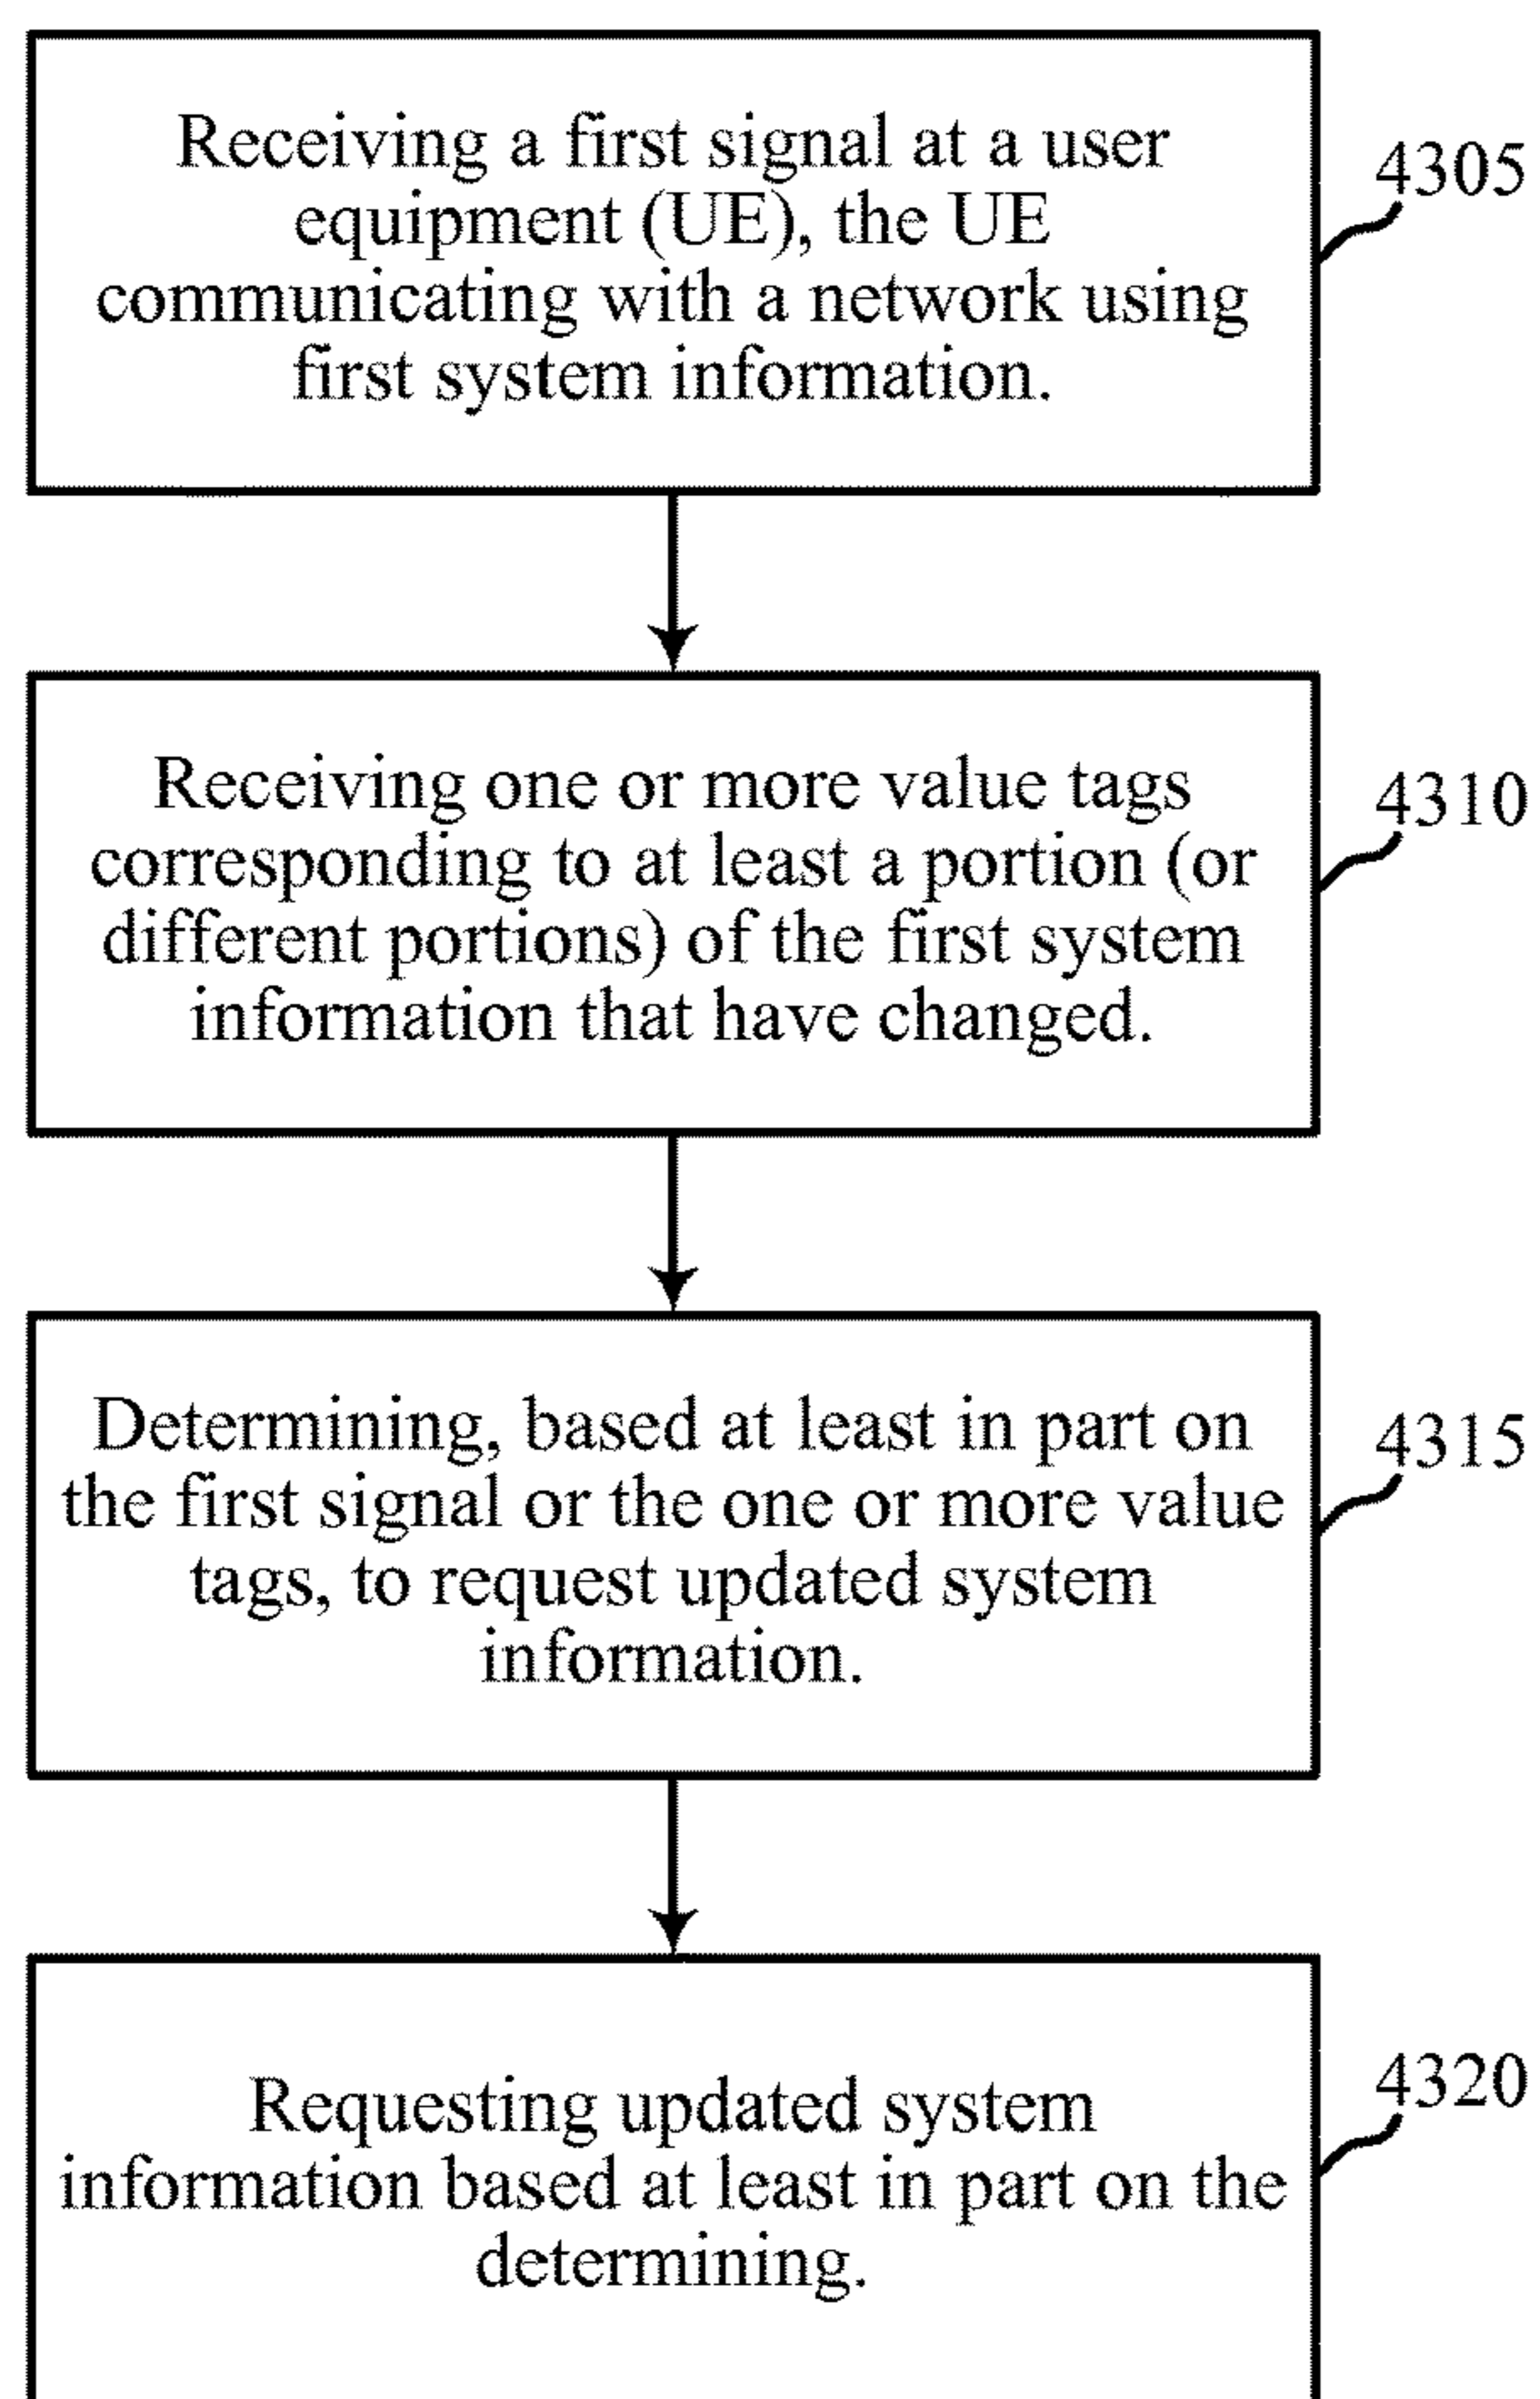 Receiving a first signal at a user
equipment (UE), the UE
communicating with a network using
first system information.
4305
Receiving one or more value tags
corresponding to at least a portion (or
different portions) of the first system
information that have changed.
4310
Determining, based at least in part on
the first signal or the one or more value
tags, to request updated system
information.
4315
Requesting updated system
information based at least in part on the
determining.
4320